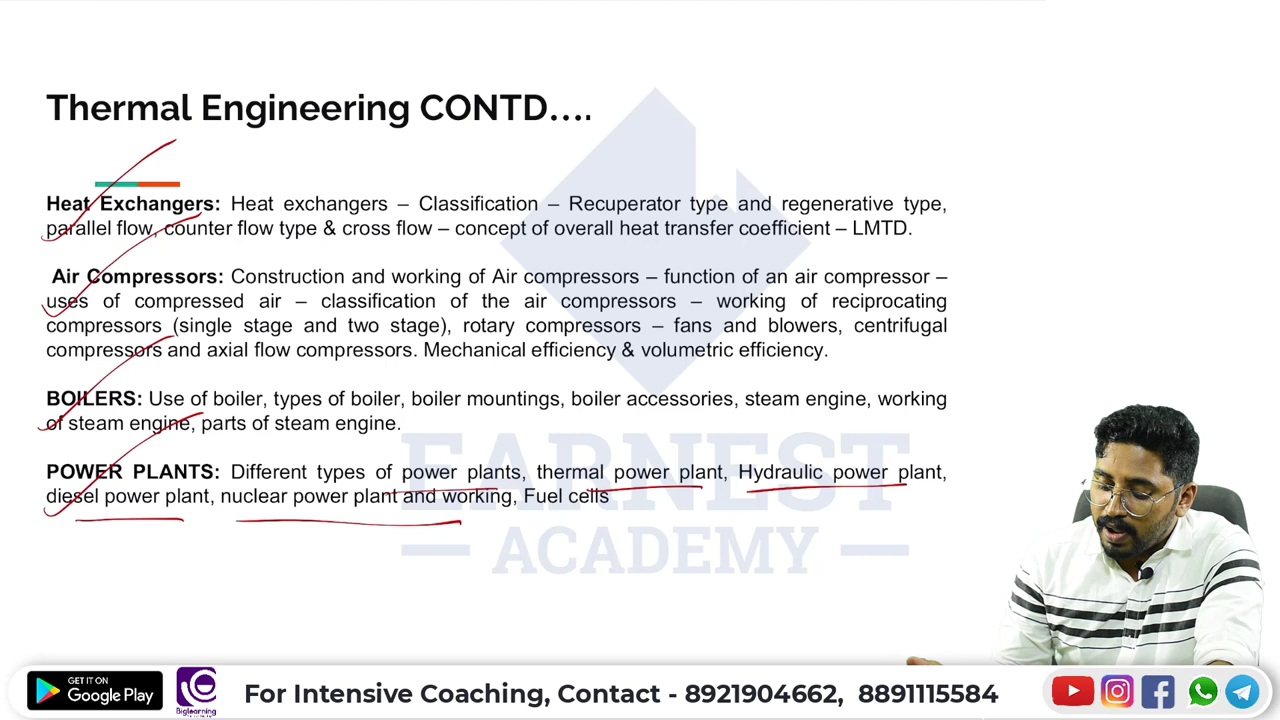 Thermal Engineering CONTD....
Heat Exchangers: Heat exchangers – Classification – Recuperator type and regenerative type,
parallel flow, counter flow type & cross flow – concept of overall heat transfer coefficient – LMTD.
Air Compressors: Construction and working of Air compressors – function of an air compressor –
uses of compressed air – classification of the air compressors – working of reciprocating
compressors (single stage and two stage), rotary compressors – fans and blowers, centrifugal
compressors and axial flow compressors. Mechanical efficiency & volumetric efficiency.
BOILERS: Use of boiler, types of boiler, boiler mountings, boiler accessories, steam engine, working
of steam engine, parts of steam engine.
POWER PLANTS: Different types of power plants, thermal power plant, Hydraulic power plant,
diesel power plant, nuclear power plant and working, Fuel cells
EARNEST
ACADEMY
GET IT ON
Google Play
Biglearning
For Intensive Coaching, Contact - 8921904662, 8891115584